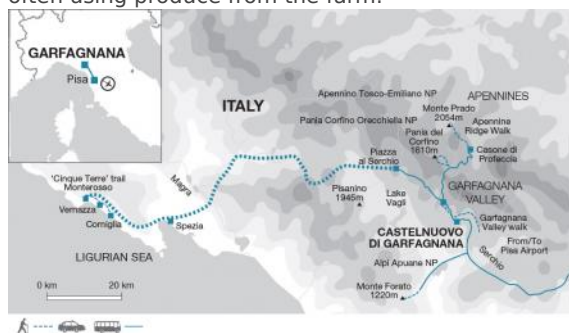 often using produce from the farm.
GARFAGNANA
Pisa
ITALY
Apennino Tosco-Emiliano NP
APENNINES
Monte Prado
2054m
Pania Corfino Orecchiella NP
Pania del
Corfino
1610m
Apennine
Ridge Walk
Piazza
al Serchio
Casone di
Profeccia
'Cinque Terre' trail
Monterosso
Magra
Pisanino
1945m
Lake
Vagli
GARFAGNANA
VALLEY
Vernazza
Corniglia
Spezia
CASTELNUOVO
DI GARFAGNANA
Garfagnana
Valley walk
Serchio
From/To
Pisa Airport
LIGURIAN SEA
Alpi Apuane NP
0 km
20 km
Monte Forato
1220m